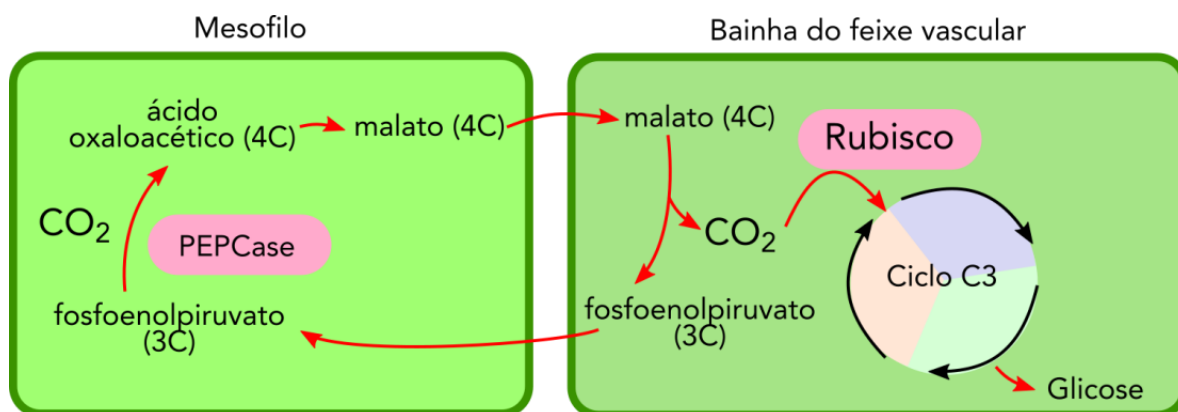 Mesofilo
Bainha do feixe vascular
ácido
oxaloacético (4C)
malato (4C)
malato (4C)
Rubisco
CO₂
PEPCase
CO₂
Ciclo C3
fosfoenolpiruvato
(3C)
fosfoenolpiruvato
(3C)
Glicose